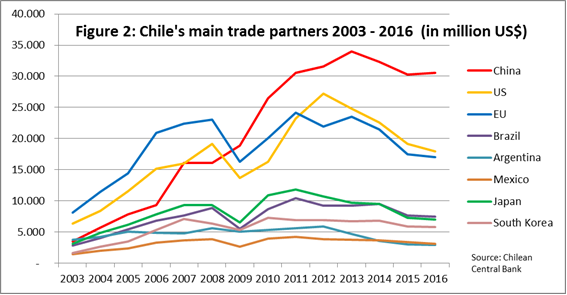 Figure 2: Chile's main trade partners 2003 - 2016 (in million US$)
40.000
35.000
30.000
25.000
20.000
15.000
10.000
5.000
-
2003 2004 2005 2006 2007 2008 2009 2010 2011 2012 2013 2014 2015 2016
China
US
EU
Brazil
Argentina
Mexico
Japan
South Korea
Source: Chilean
Central Bank